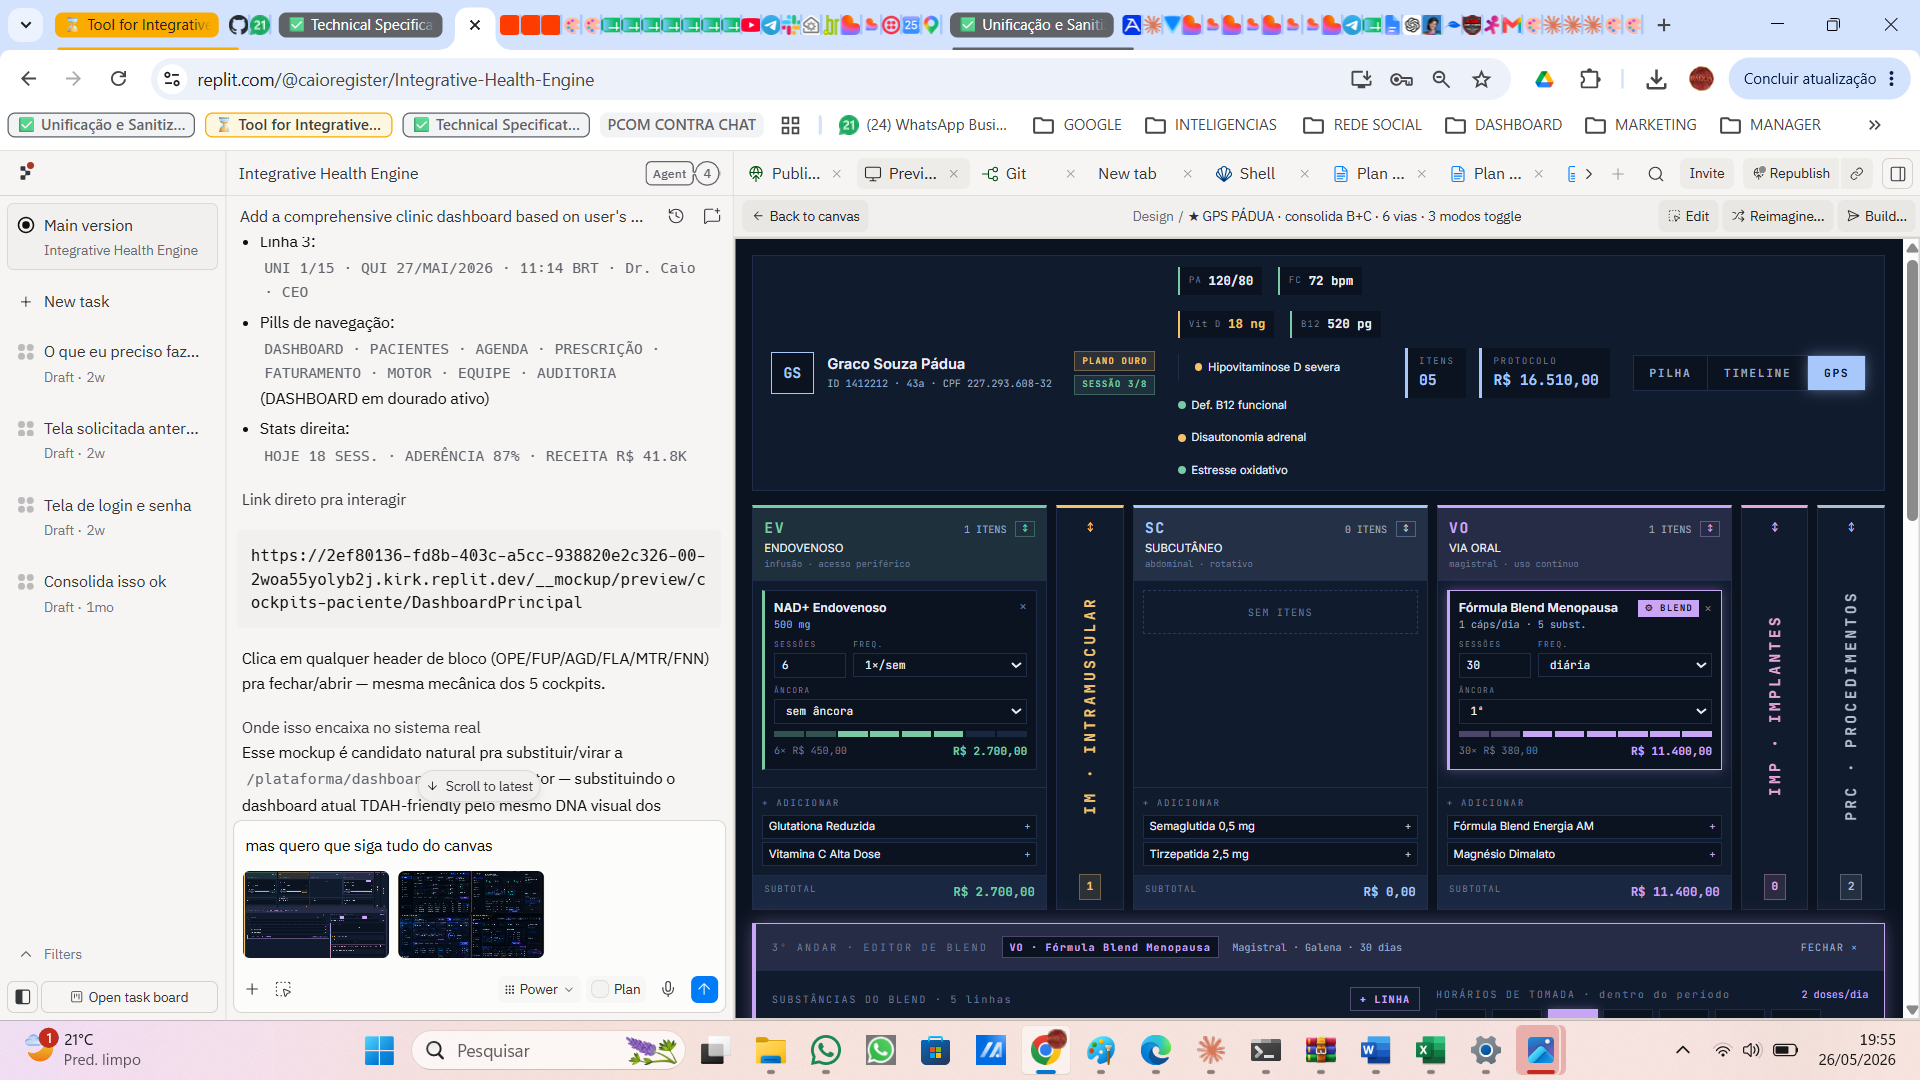 Tool for Integrative
21
Technical Specifica
25
Unificação e Saniti
replit.com/@caioregister/Integrative-Health-Engine
Concluir atualização
Unificação e Sanitiz...
Tool for Integrative...
Technical Specificat...
PCOM CONTRA CHAT
21
(24) WhatsApp Busi...
GOOGLE
INTELIGENCIAS
REDE SOCIAL
DASHBOARD
MARKETING
MANAGER
Integrative Health Engine
Agent
4
Publi...
Previ...
Git
New tab
Shell
Plan ...
Plan ...
Invite
Republish
Main version
Integrative Health Engine
New task
O que eu preciso faz...
Draft · 2w
Tela solicitada anter...
Draft · 2w
Tela de login e senha
Draft · 2w
Consolida isso ok
Draft · 1mo
Filters
Open task board
Add a comprehensive clinic dashboard based on user's ...
• Linha 3:
UNI 1/15 · QUI 27/MAI/2026 · 11:14 BRT · Dr. Caio
· CEO
• Pills de navegação:
DASHBOARD · PACIENTES · AGENDA · PRESCRIÇÃO ·
FATURAMENTO · MOTOR · EQUIPE · AUDITORIA
(DASHBOARD em dourado ativo)
• Stats direita:
HOJE 18 SESS. · ADERÊNCIA 87% · RECEITA R$ 41.8K
Link direto pra interagir
https://2ef80136-fd8b-403c-a5cc-938820e2c326-00-
2woa55yolyb2j.kirk.replit.dev/__mockup/preview/c
ockpits-paciente/DashboardPrincipal
Clica em qualquer header de bloco (OPE/FUP/AGD/FLA/MTR/FNN)
pra fechar/abrir — mesma mecânica dos 5 cockpits.
Onde isso encaixa no sistema real
Esse mockup é candidato natural pra substituir/virar a
/plataforma/dashboar
tor — substituindo o
Scroll to latest
dashboard atual TDAH-friendly pelo mesmo DNA visual dos
mas quero que siga tudo do canvas
Power
Plan
Back to canvas
Design / ★ GPS PÁDUA · consolida B+C · 6 vias · 3 modos toggle
Edit
Reimagine...
Build...
GS
Graco Souza Pádua
ID 1412212 · 43a · CPF 227.293.608-32
PLANO OURO
SESSÃO 3/8
PA 120/80
FC 72 bpm
Vit D 18 ng
B12 520 pg
Hipovitaminose D severa
Def. B12 funcional
Disautonomia adrenal
Estresse oxidativo
ITENS
05
PROTOCOLO
R$ 16.510,00
PILHA
TIMELINE
GPS
EV
1 ITENS
ENDOVENOSO
infusão · acesso periférico
NAD+ Endovenoso ×
500 mg
SESSÕES
FREQ.
6
1×/sem
ÂNCORA
sem âncora
6× R$ 450,00
R$ 2.700,00
+ ADICIONAR
Glutationa Reduzida +
Vitamina C Alta Dose +
SUBTOTAL
R$ 2.700,00
IM · INTRAMUSCULAR
1
SC
0 ITENS
SUBCUTÂNEO
abdominal · rotativo
SEM ITENS
+ ADICIONAR
Semaglutida 0,5 mg +
Tirzepatida 2,5 mg +
SUBTOTAL
R$ 0,00
VO
1 ITENS
VIA ORAL
magistral · uso contínuo
Fórmula Blend Menopausa
BLEND ×
1 cáps/dia · 5 subst.
SESSÕES
FREQ.
30
diária
ÂNCORA
1ª
30× R$ 380,00
R$ 11.400,00
+ ADICIONAR
Fórmula Blend Energia AM +
Magnésio Dimalato +
SUBTOTAL
R$ 11.400,00
IMP · IMPLANTES
0
PRC · PROCEDIMENTOS
2
3° ANDAR · EDITOR DE BLEND
VO · Fórmula Blend Menopausa
Magistral · Galena · 30 dias
FECHAR ×
SUBSTÂNCIAS DO BLEND · 5 linhas
+ LINHA
HORÁRIOS DE TOMADA · dentro do período
2 doses/dia
1
21°C
Pred. limpo
Pesquisar
19:55
26/05/2026